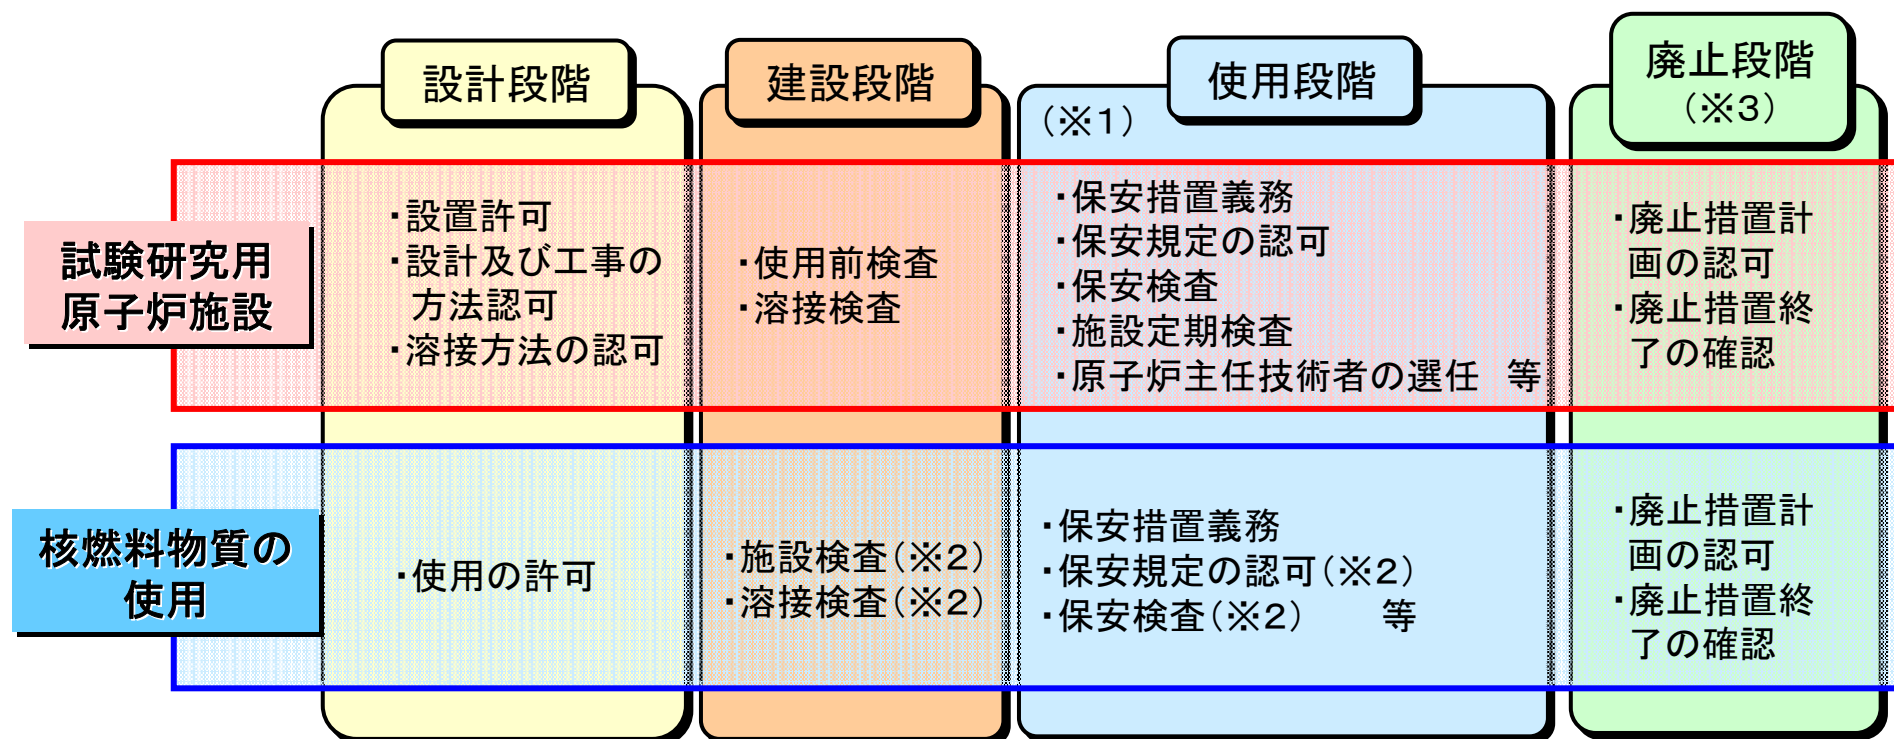 設計段階
建設段階
使用段階
(※1)
廃止段階
(※3)
試験研究用
原子炉施設
・設置許可
・設計及び工事の
方法認可
・溶接方法の認可
・使用前検査
・溶接検査
・保安措置義務
・保安規定の認可
・保安検査
・施設定期検査
・原子炉主任技術者の選任 等
・廃止措置計
画の認可
・廃止措置終
了の確認
核燃料物質の
使用
・使用の許可
・施設検査(※2)
・溶接検査(※2)
・保安措置義務
・保安規定の認可(※2)
・保安検査(※2) 等
・廃止措置計
画の認可
・廃止措置終
了の確認